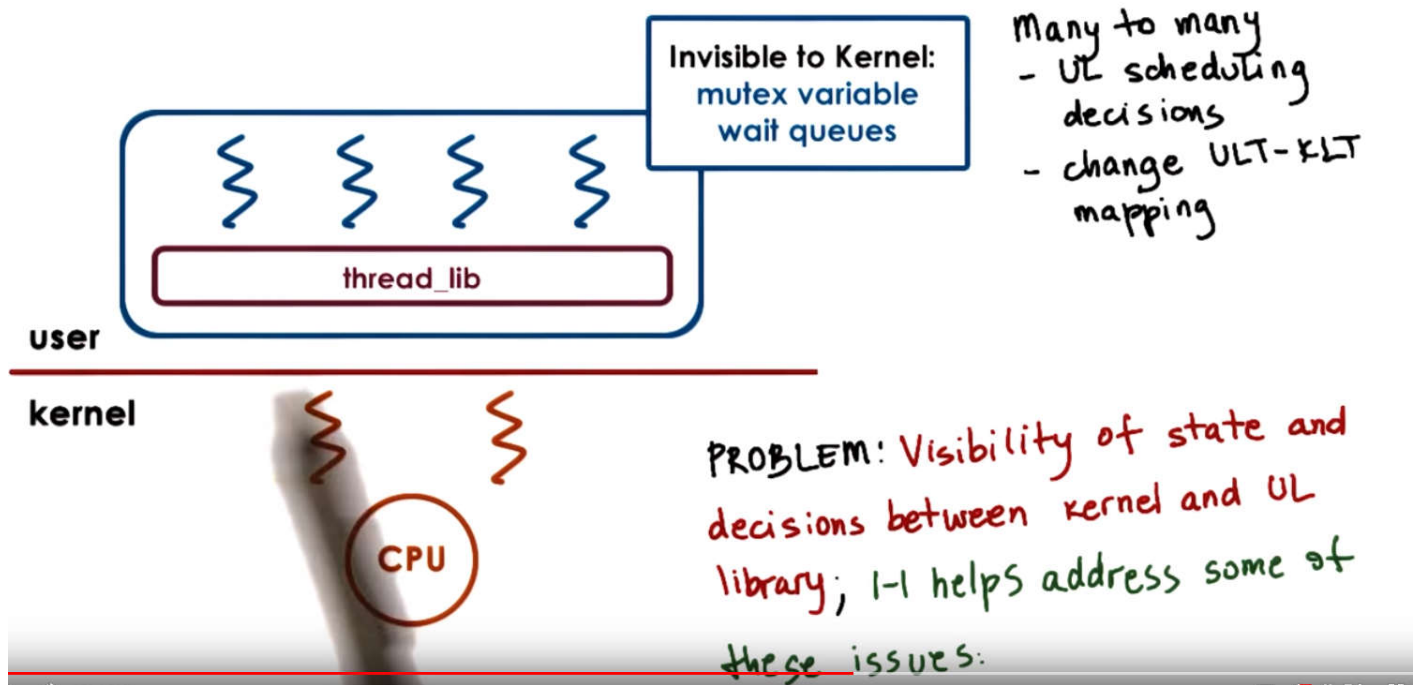 Invisible to Kernel:
mutex variable
wait queues
thread_lib
user
kernel
CPU
Many to many
- UL scheduling
decisions
- change ULT-KLT
mapping
PROBLEM: Visibility of state and
decisions between kernel and UL
library; 1-1 helps address some of
these issues.